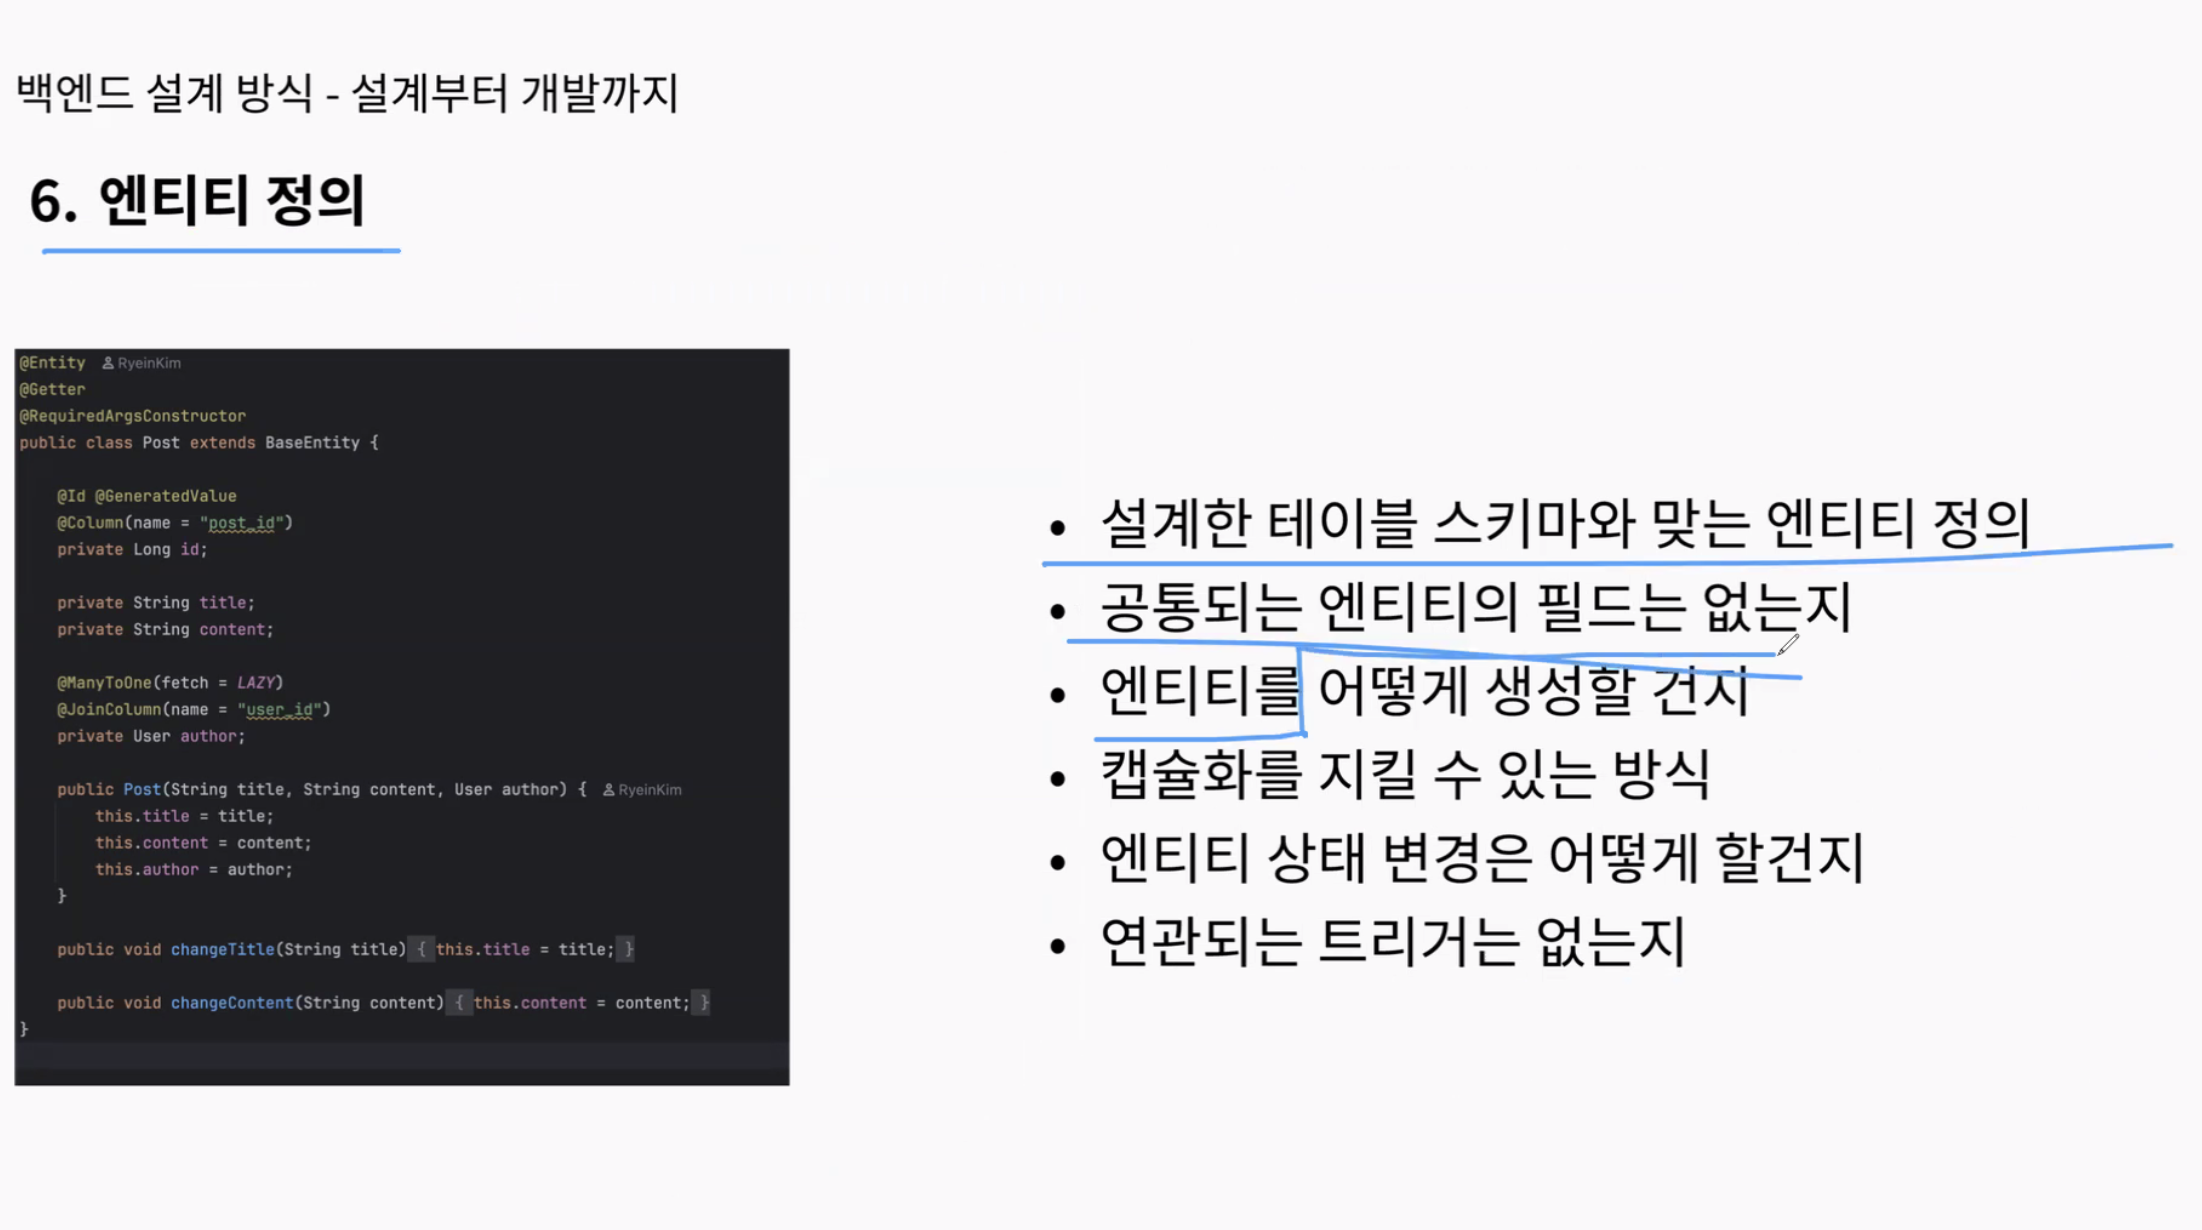 백엔드 설계 방식 - 설계부터 개발까지
6. 엔티티 정의
@Entity RyeinKim
@Getter
@RequiredArgsConstructor
public class Post extends BaseEntity {
@Id @GeneratedValue
@Column(name = "post_id")
private Long id;
private String title;
private String content;
@ManyToOne(fetch = LAZY)
@JoinColumn(name = "user_id")
private User author;
public Post(String title, String content, User author) { RyeinKim
this.title = title;
this.content = content;
this.author = author;
}
public void changeTitle(String title) { this.title = title; }
public void changeContent(String content) { this.content = content; }
}
• 설계한 테이블 스키마와 맞는 엔티티 정의
• 공통되는 엔티티의 필드는 없는지
• 엔티티를 어떻게 생성할 건지
• 캡슐화를 지킬 수 있는 방식
• 엔티티 상태 변경은 어떻게 할건지
• 연관되는 트리거는 없는지